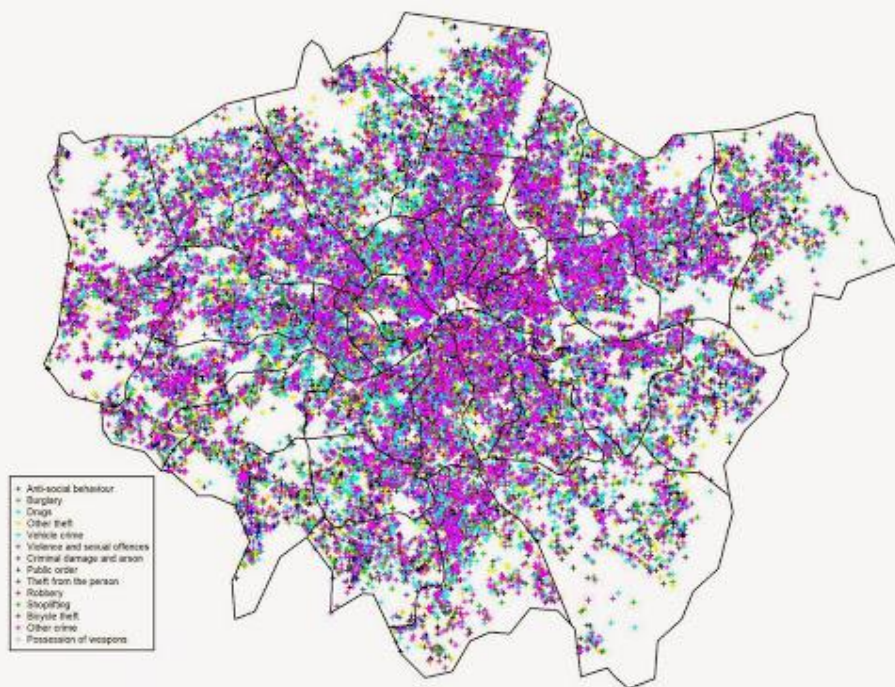 Anti-social behaviour
Burglary
Drugs
Other theft
Vehicle crime
Violence and sexual offences
Criminal damage and arson
Public order
Theft from the person
Robbery
Shoplifting
Bicycle theft
Other crime
Possession of weapons